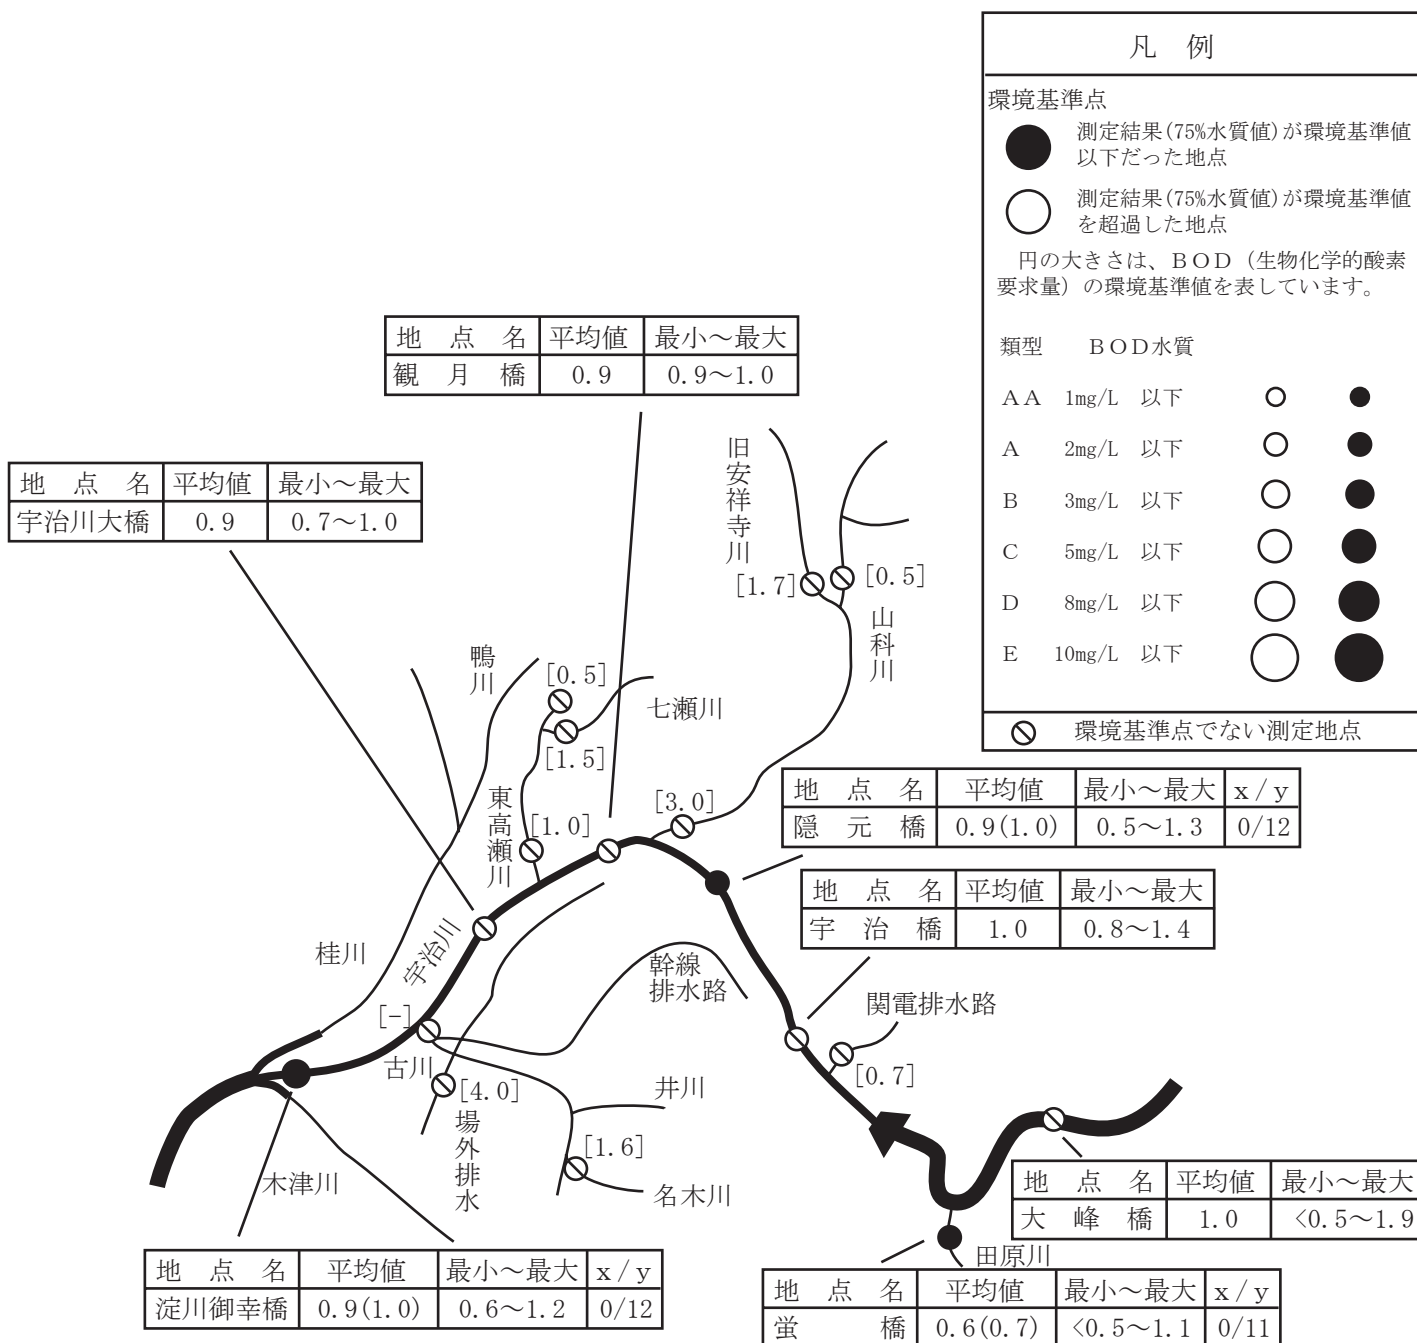 凡 例
環境基準点
測定結果(75%水質値)が環境基準値
以下だった地点
測定結果(75%水質値)が環境基準値
を超過した地点
円の大きさは、BOD(生物化学的酸素
要求量)の環境基準値を表しています。
類型 BOD水質
AA 1mg/L 以下
A 2mg/L 以下
B 3mg/L 以下
C 5mg/L 以下
D 8mg/L 以下
E 10mg/L 以下
環境基準点でない測定地点
地点名 平均値 最小～最大
観月橋 0.9 0.9～1.0
地点名 平均値 最小～最大
宇治川大橋 0.9 0.7～1.0
旧安祥寺川
[1.7]
[0.5]
山科川
鴨川
[0.5]
七瀬川
[1.5]
東高瀬川
[1.0]
[3.0]
地点名 平均値 最小～最大 x/y
隠元橋 0.9(1.0) 0.5～1.3 0/12
地点名 平均値 最小～最大
宇治橋 1.0 0.8～1.4
桂川
宇治川
幹線
排水路
関電排水路
[-]
古川
[0.7]
[4.0]
井川
場外排水
[1.6]
名木川
木津川
地点名 平均値 最小～最大
大峰橋 1.0 <0.5～1.9
田原川
地点名 平均値 最小～最大 x/y
淀川御幸橋 0.9(1.0) 0.6～1.2 0/12
地点名 平均値 最小～最大 x/y
蛍橋 0.6(0.7) <0.5～1.1 0/11